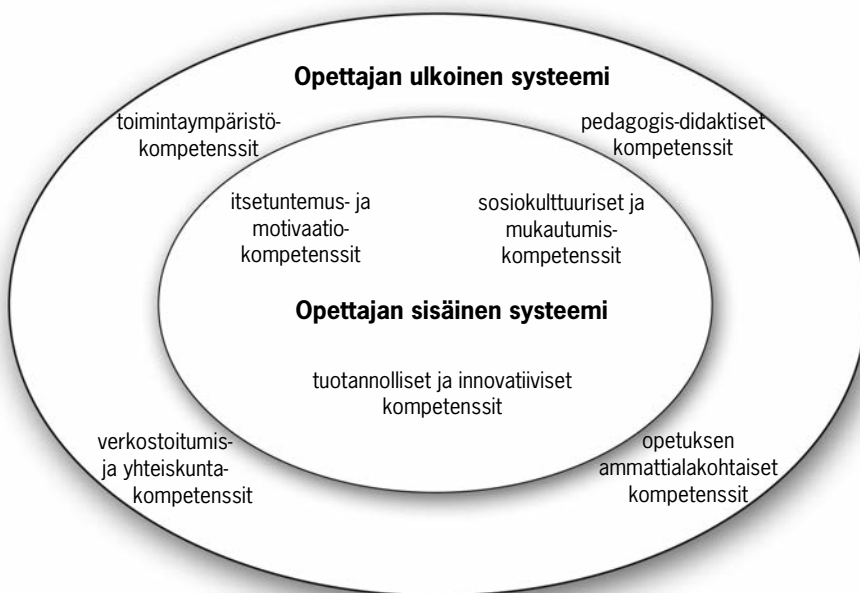 Opettajan ulkoinen systeemi
toimintaympäristö-
kompetenssit
pedagogis-didaktiset
kompetenssit
itsetuntemus- ja
motivaatio-
kompetenssit
sosiokulttuuriset ja
mukautumis-
kompetenssit
Opettajan sisäinen systeemi
tuotannolliset ja innovatiiviset
kompetenssit
verkostoitumis-
ja yhteiskunta-
kompetenssit
opetuksen
ammattialakohtaiset
kompetenssit